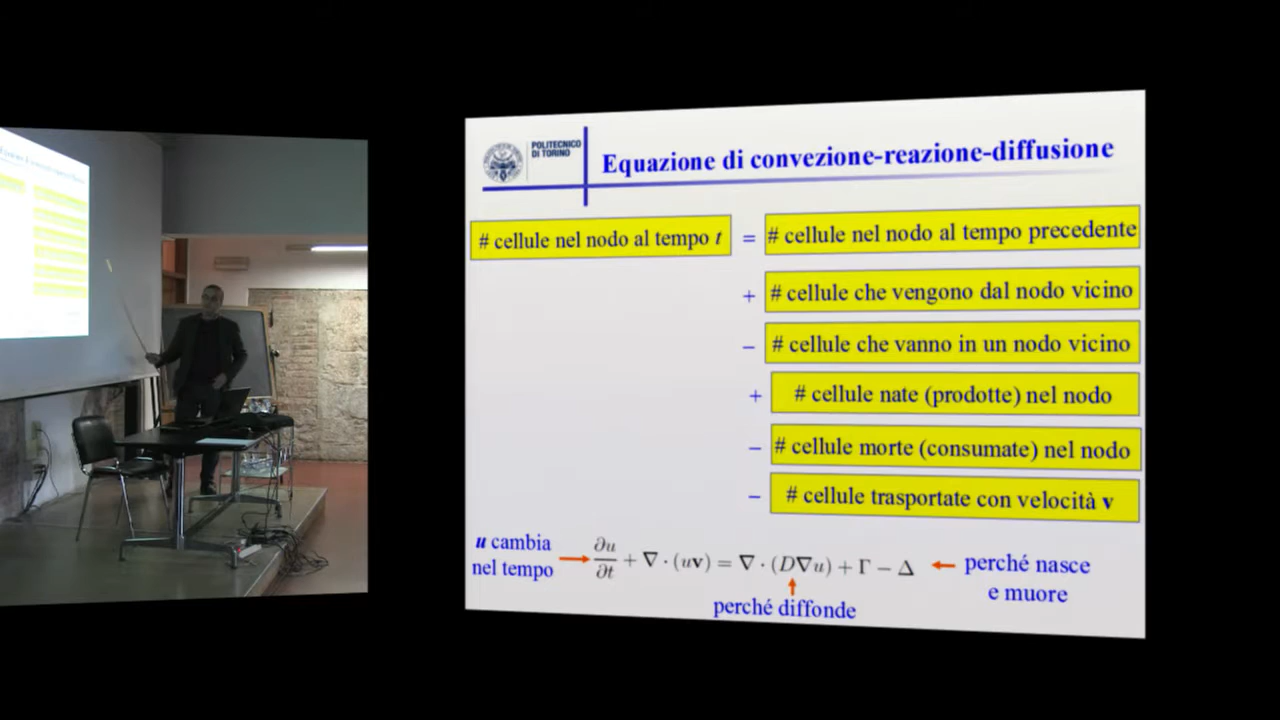 POLITECNICO
DI TORINO
Equazione di convezione-reazione-diffusione
# cellule nel nodo al tempo t = # cellule nel nodo al tempo precedente
+ # cellule che vengono dal nodo vicino
− # cellule che vanno in un nodo vicino
+ # cellule nate (prodotte) nel nodo
− # cellule morte (consumate) nel nodo
− # cellule trasportate con velocità v
u cambia
nel tempo
∂u/∂t + ∇ · (uv) = ∇ · (D∇u) + Γ − Δ
perché nasce
e muore
perché diffonde